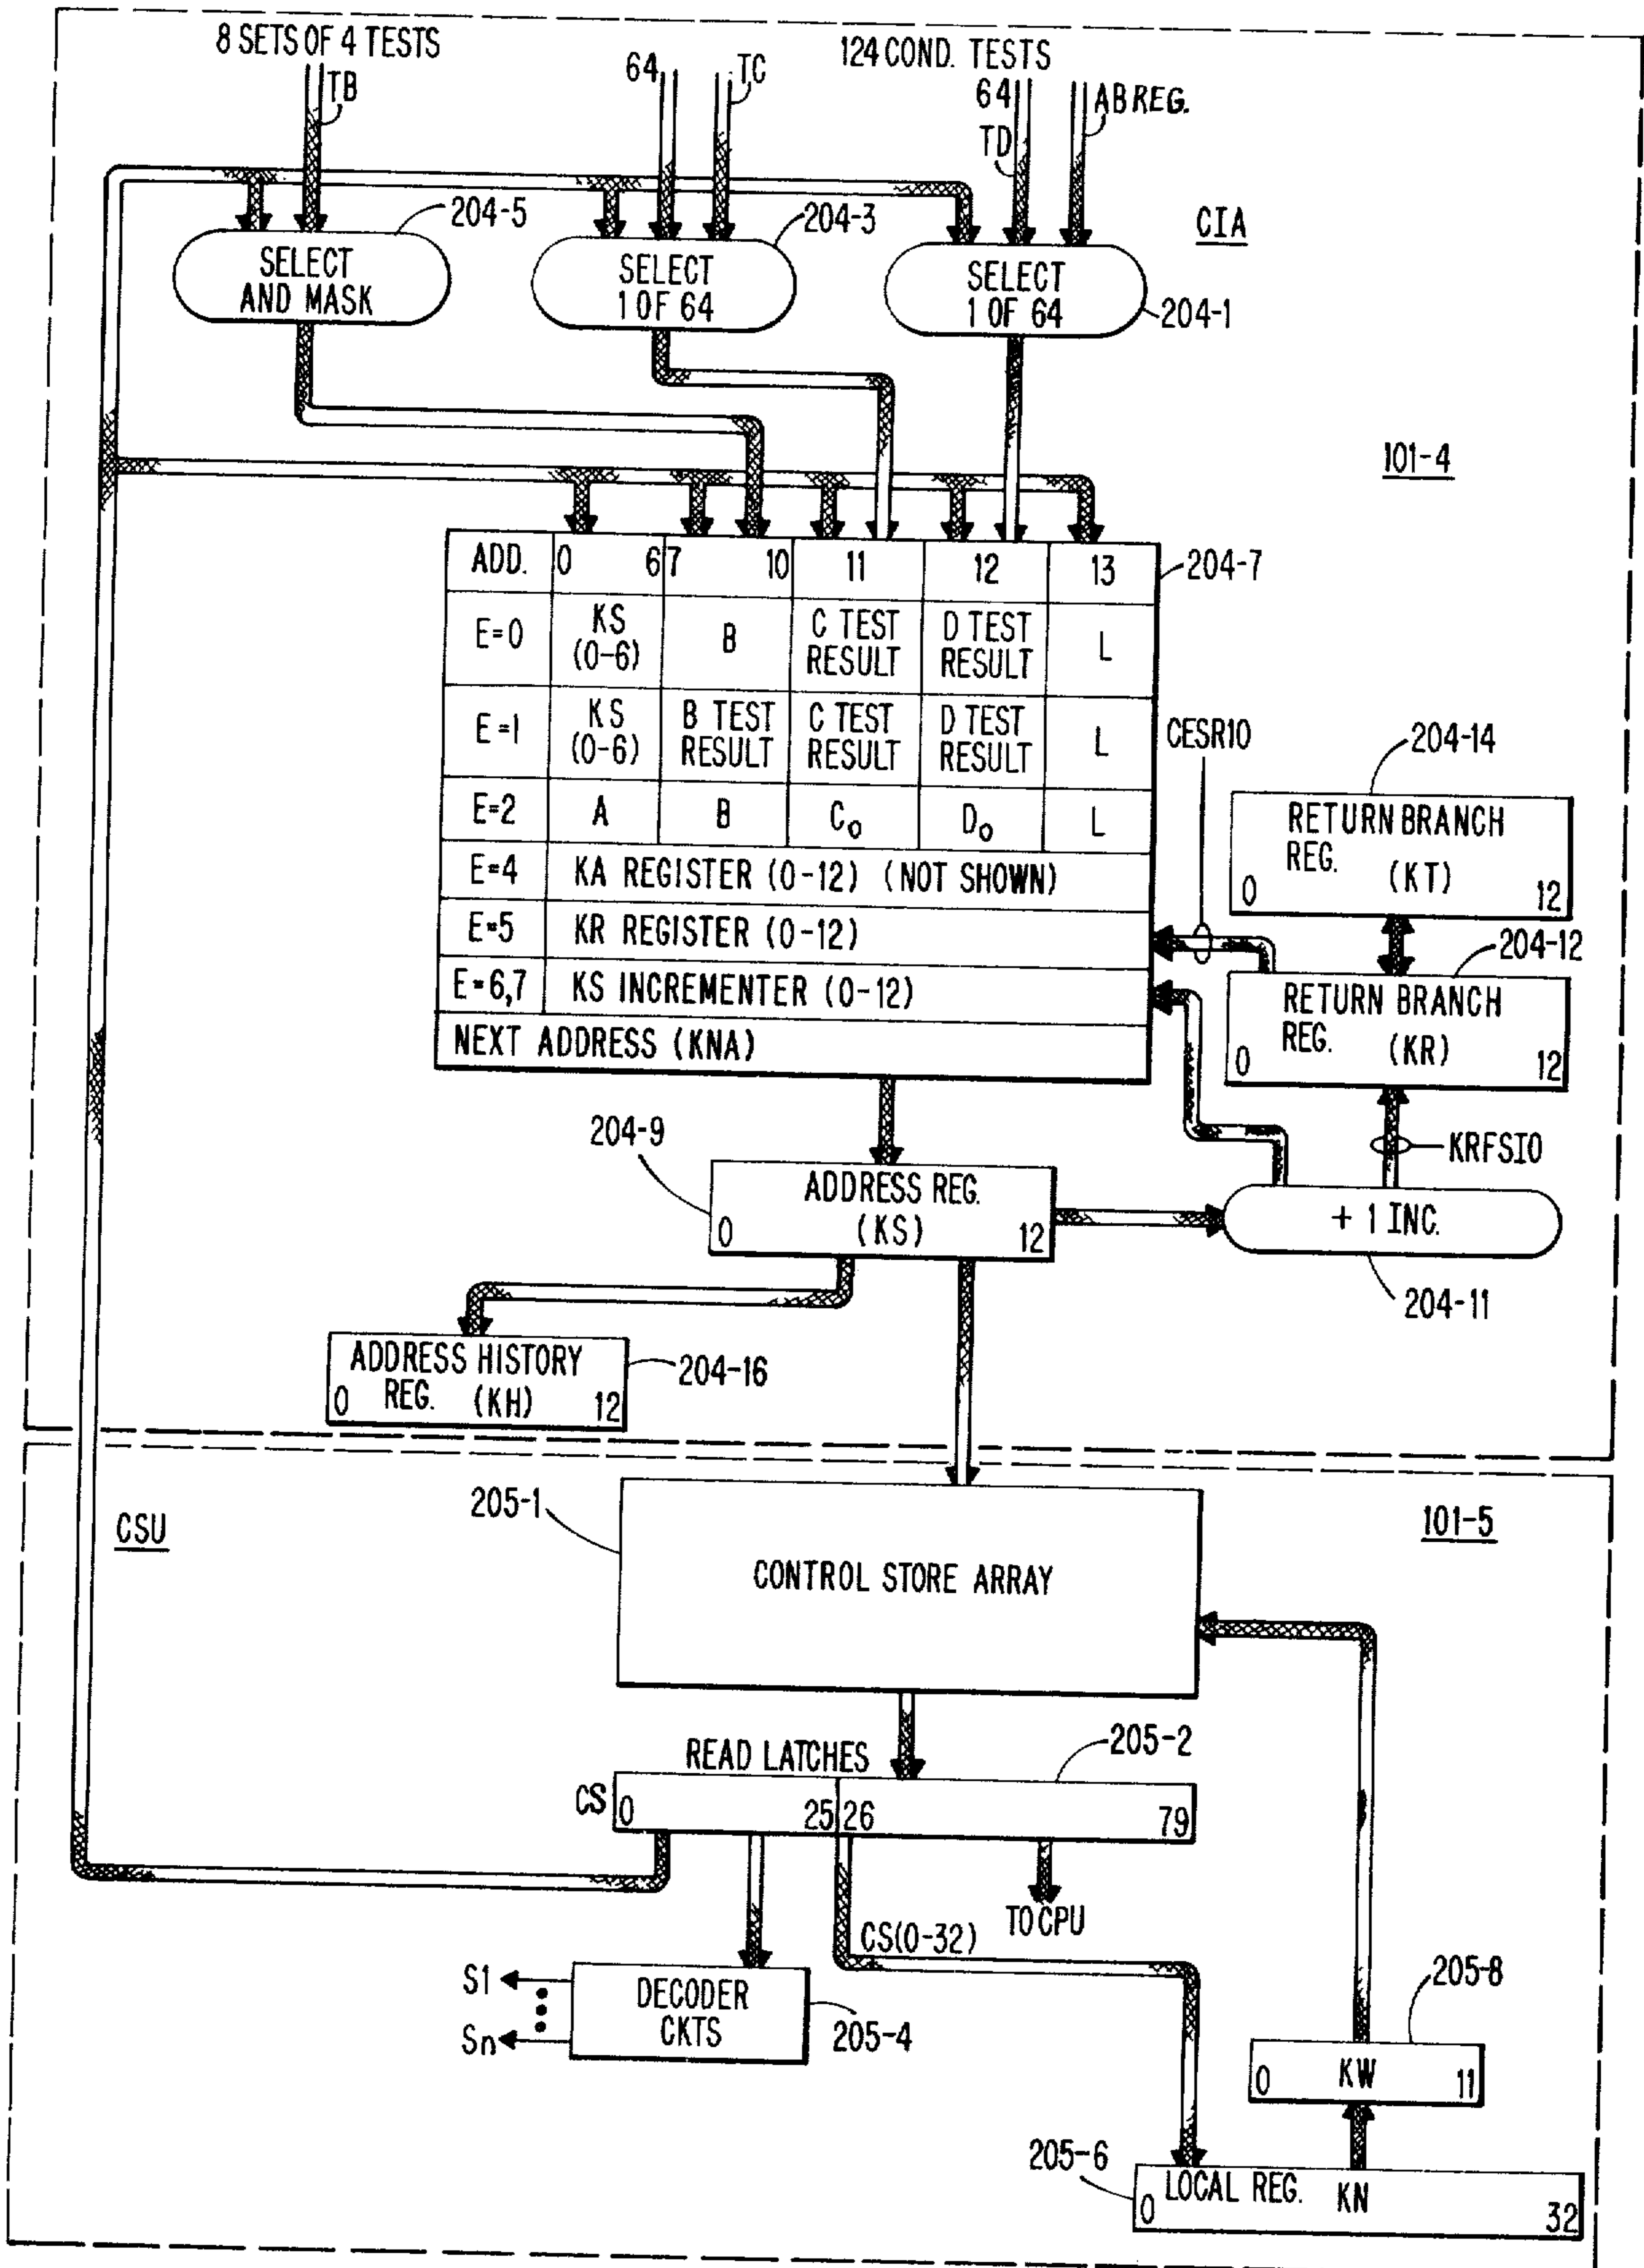 8 SETS OF 4 TESTS
TB
64
TC
124 COND. TESTS
64
TD
AB REG.
204-5
204-3
CIA
SELECT
AND MASK
SELECT
1 OF 64
SELECT
1 OF 64
204-1
101-4
ADD. 0 6 7 10 11 12 13
204-7
E=0 KS (0-6) B C TEST RESULT D TEST RESULT L
E=1 KS (0-6) B TEST RESULT C TEST RESULT D TEST RESULT L
CESR10
204-14
E=2 A B C0 D0 L
RETURN BRANCH
REG. (KT)
0 12
E=4 KA REGISTER (0-12) (NOT SHOWN)
E=5 KR REGISTER (0-12)
204-12
E=6,7 KS INCREMENTER (0-12)
RETURN BRANCH
REG. (KR)
0 12
NEXT ADDRESS (KNA)
204-9
KRFSI0
ADDRESS REG.
(KS)
0 12
+ 1 INC.
204-11
ADDRESS HISTORY
REG. (KH)
0 12
204-16
205-1
CSU
101-5
CONTROL STORE ARRAY
READ LATCHES
205-2
CS 0 25 26 79
TO CPU
CS(0-32)
S1
Sn
DECODER
CKTS
205-4
205-8
0 KW 11
205-6
LOCAL REG. KN
0 32